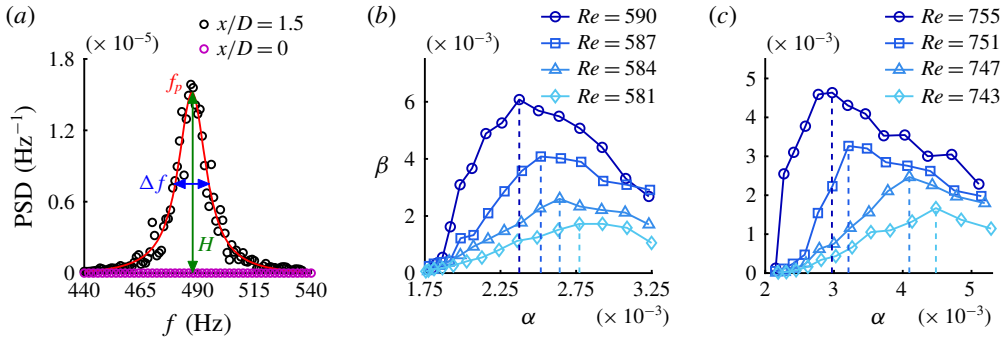 (a)
x/D = 1.5
x/D = 0
(× 10⁻⁵)
1.8
1.2
0.6
0
PSD (Hz⁻¹)
f_p
Δf
H
440 465 490 515 540
f (Hz)
(b)
Re = 590
Re = 587
Re = 584
Re = 581
(× 10⁻³)
6
4
2
0
β
1.75 2.25 2.75 3.25
α (× 10⁻³)
(c)
Re = 755
Re = 751
Re = 747
Re = 743
(× 10⁻³)
5
4
3
2
1
0
2 3 4 5
α (× 10⁻³)